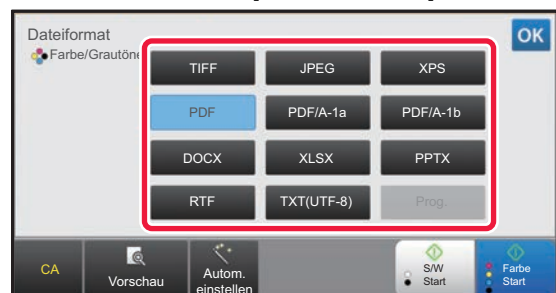 Dateiformat
OK
Farbe/Grautöne
TIFF JPEG XPS
PDF PDF/A-1a PDF/A-1b
DOCX XLSX PPTX
RTF TXT(UTF-8) Prog.
CA
Vorschau
Autom.
einstellen
S/W
Start
Farbe
Start